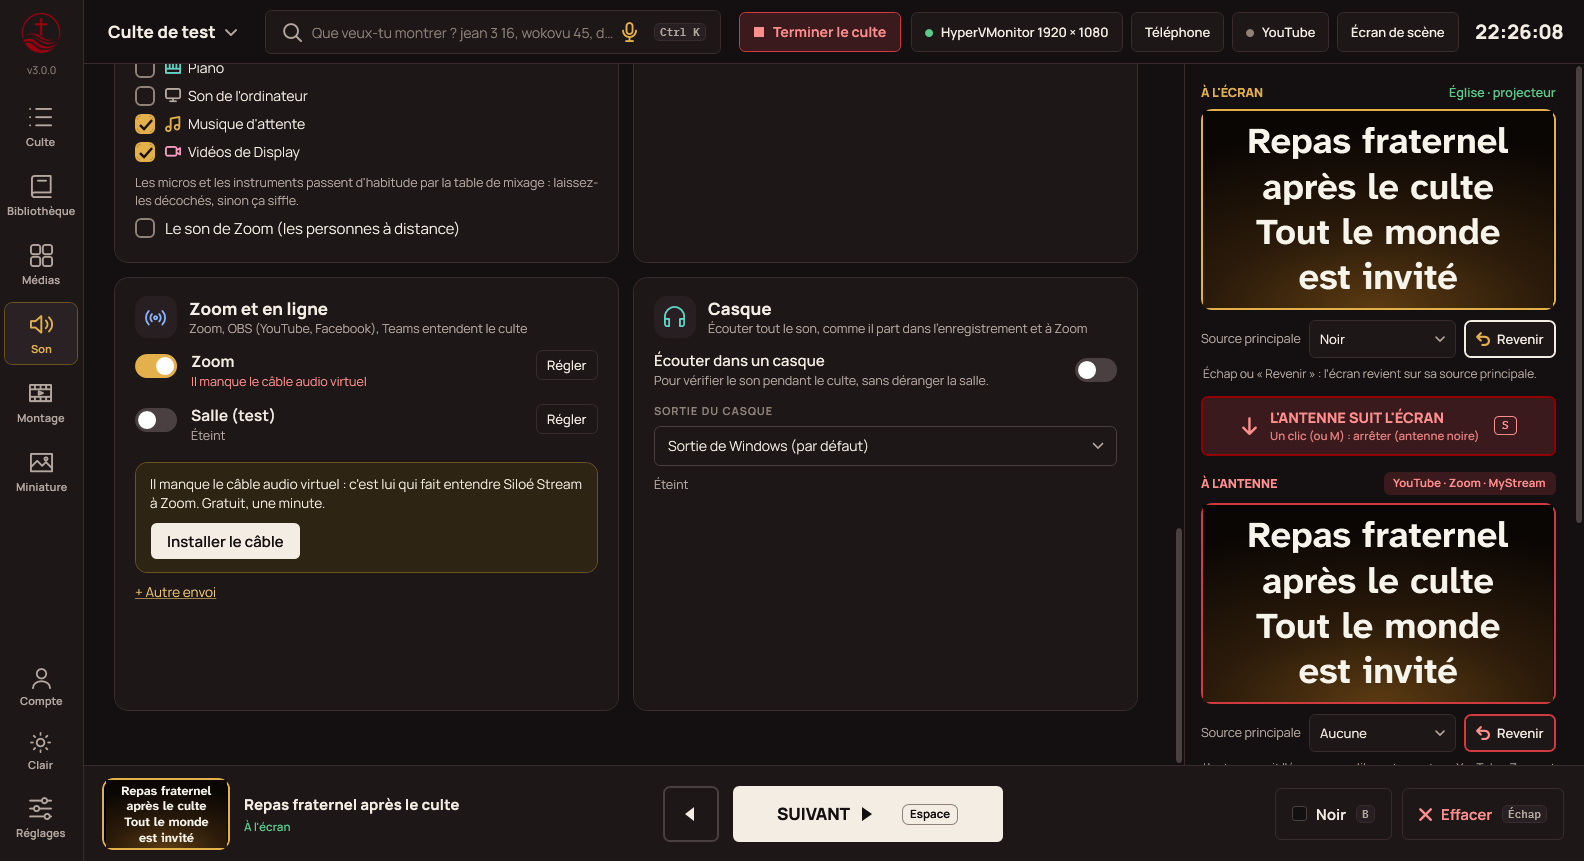 Culte de test
Que veux-tu montrer ? jean 3 16, wokovu 45, d...
Ctrl K
Terminer le culte
HyperVMonitor 1920 × 1080
Téléphone
YouTube
Écran de scène
22:26:08
v3.0.0
Culte
Bibliothèque
Médias
Son
Montage
Miniature
Compte
Clair
Réglages
Piano
Son de l'ordinateur
Musique d'attente
Vidéos de Display
Les micros et les instruments passent d'habitude par la table de mixage : laissez-
les décochés, sinon ça siffle.
Le son de Zoom (les personnes à distance)
Zoom et en ligne
Zoom, OBS (YouTube, Facebook), Teams entendent le culte
Zoom
Il manque le câble audio virtuel
Régler
Salle (test)
Éteint
Régler
Il manque le câble audio virtuel : c'est lui qui fait entendre Siloé Stream
à Zoom. Gratuit, une minute.
Installer le câble
+ Autre envoi
Casque
Écouter tout le son, comme il part dans l'enregistrement et à Zoom
Écouter dans un casque
Pour vérifier le son pendant le culte, sans déranger la salle.
SORTIE DU CASQUE
Sortie de Windows (par défaut)
Éteint
À L'ÉCRAN
Église · projecteur
Repas fraternel
après le culte
Tout le monde
est invité
Source principale
Noir
Revenir
Échap ou « Revenir » : l'écran revient sur sa source principale.
L'ANTENNE SUIT L'ÉCRAN
Un clic (ou M) : arrêter (antenne noire)
S
À L'ANTENNE
YouTube · Zoom · MyStream
Repas fraternel
après le culte
Tout le monde
est invité
Source principale
Aucune
Revenir
Repas fraternel
après le culte
Tout le monde
est invité
Repas fraternel après le culte
À l'écran
SUIVANT
Espace
Noir
B
Effacer
Échap